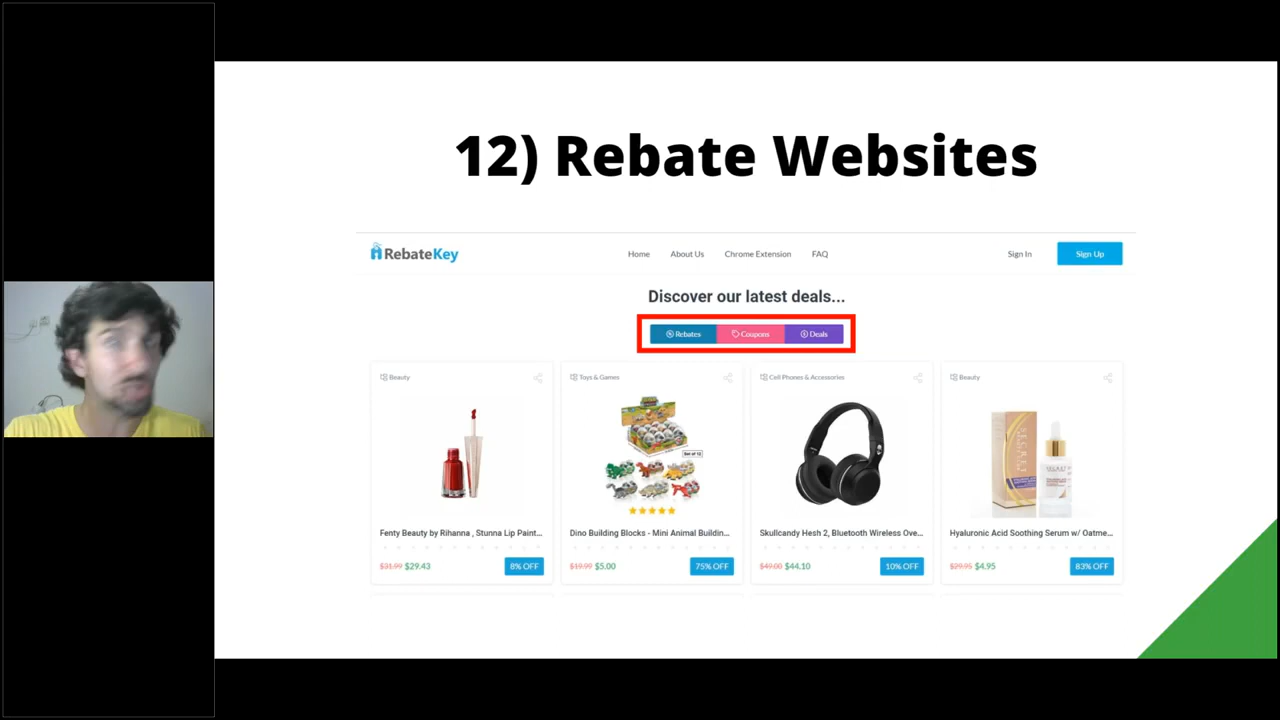 12) Rebate Websites
RebateKey
Home About Us Chrome Extension FAQ
Sign In Sign Up
Discover our latest deals...
Rebates Coupons Deals
Beauty
Toys & Games
Cell Phones & Accessories
Beauty
Set of 12
Fenty Beauty by Rihanna , Stunna Lip Paint...
Dino Building Blocks - Mini Animal Buildin...
Skullcandy Hesh 2, Bluetooth Wireless Ove...
Hyaluronic Acid Soothing Serum w/ Oatme...
$31.99 $29.43 8% OFF
$19.99 $5.00 75% OFF
$49.00 $44.10 10% OFF
$29.95 $4.95 83% OFF